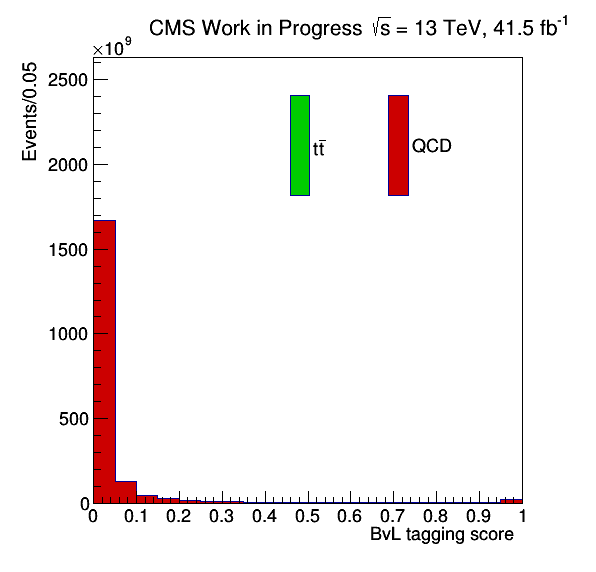 CMS Work in Progress √s = 13 TeV, 41.5 fb⁻¹
×10⁹
Events/0.05
2500
2000
1500
1000
500
0
tt̅
QCD
0 0.1 0.2 0.3 0.4 0.5 0.6 0.7 0.8 0.9 1
BvL tagging score